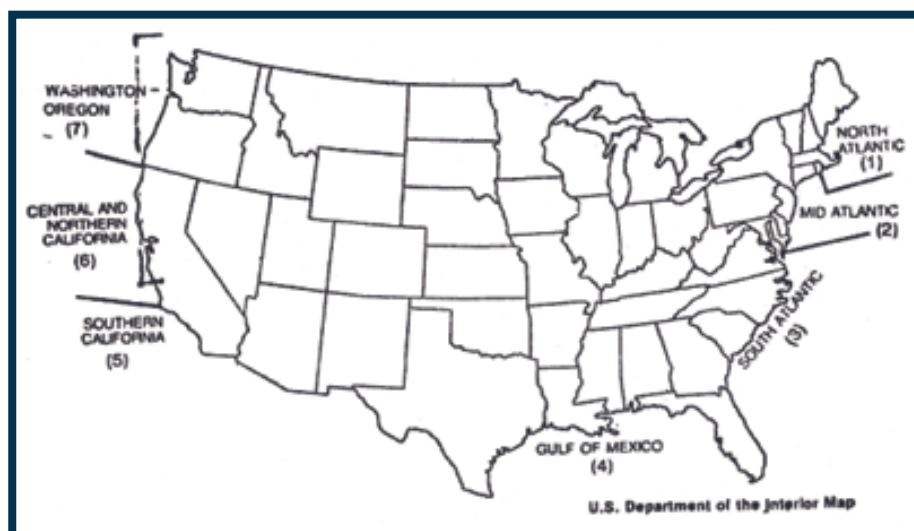 WASHINGTON -
OREGON
(7)
CENTRAL AND
NORTHERN
CALIFORNIA
(6)
SOUTHERN
CALIFORNIA
(5)
NORTH
ATLANTIC
(1)
MID ATLANTIC
(2)
SOUTH ATLANTIC
(3)
GULF OF MEXICO
(4)
U.S. Department of the Interior Map